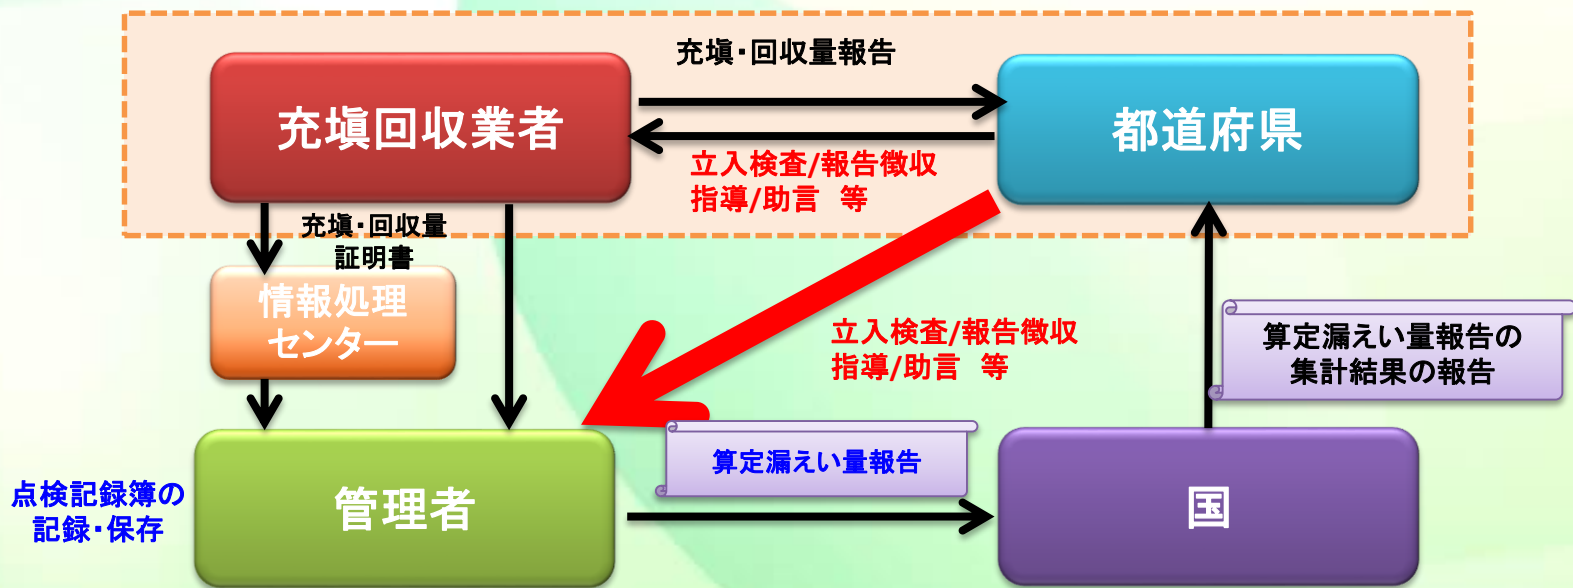 充塡・回収量報告
充塡回収業者
都道府県
立入検査/報告徴収
指導/助言　等
充塡・回収量
証明書
情報処理
センター
立入検査/報告徴収
指導/助言　等
算定漏えい量報告の
集計結果の報告
算定漏えい量報告
点検記録簿の
記録・保存
管理者
国